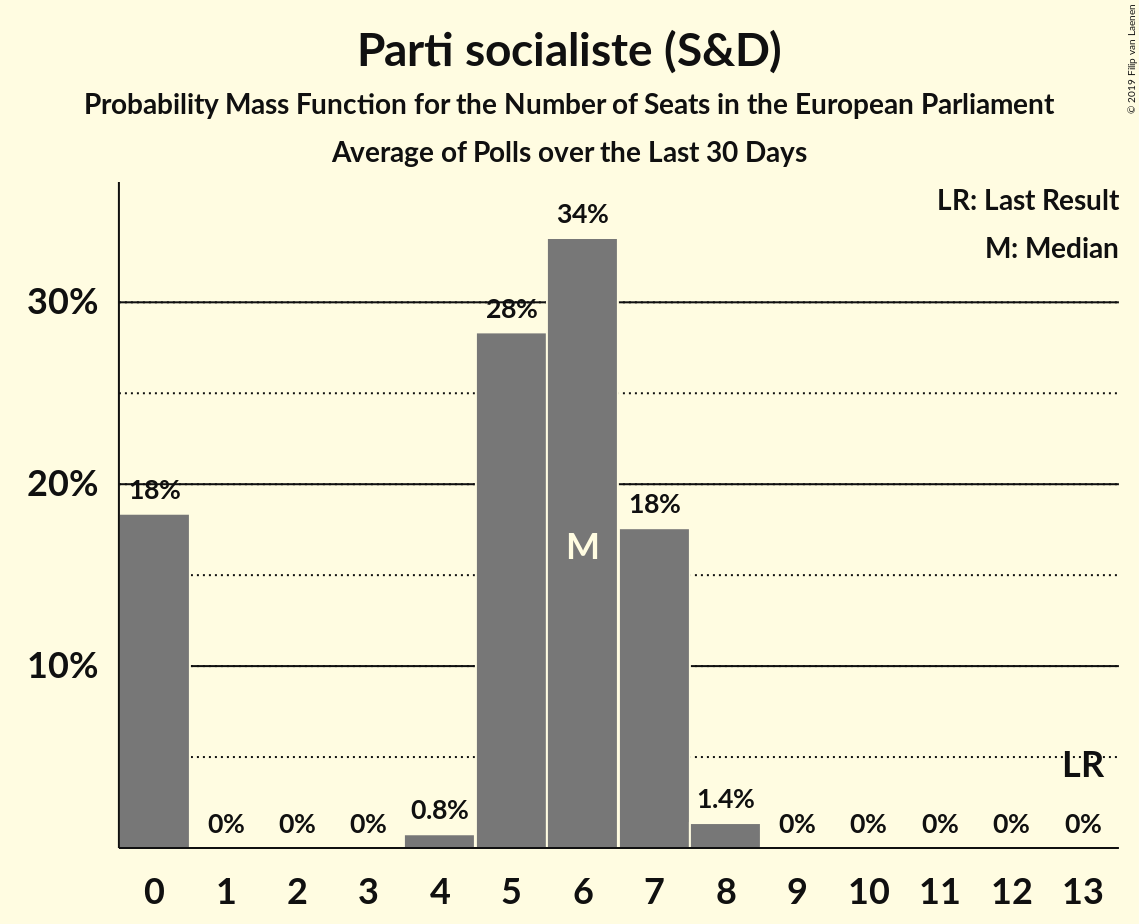 Parti socialiste (S&D)
Probability Mass Function for the Number of Seats in the European Parliament
Average of Polls over the Last 30 Days
© 2019 Filip van Laenen
LR: Last Result
M: Median
34%
30%
28%
20%
18%
18%
M
10%
LR
0.8%
1.4%
0% 0% 0% 0% 0% 0% 0% 0%
0 1 2 3 4 5 6 7 8 9 10 11 12 13